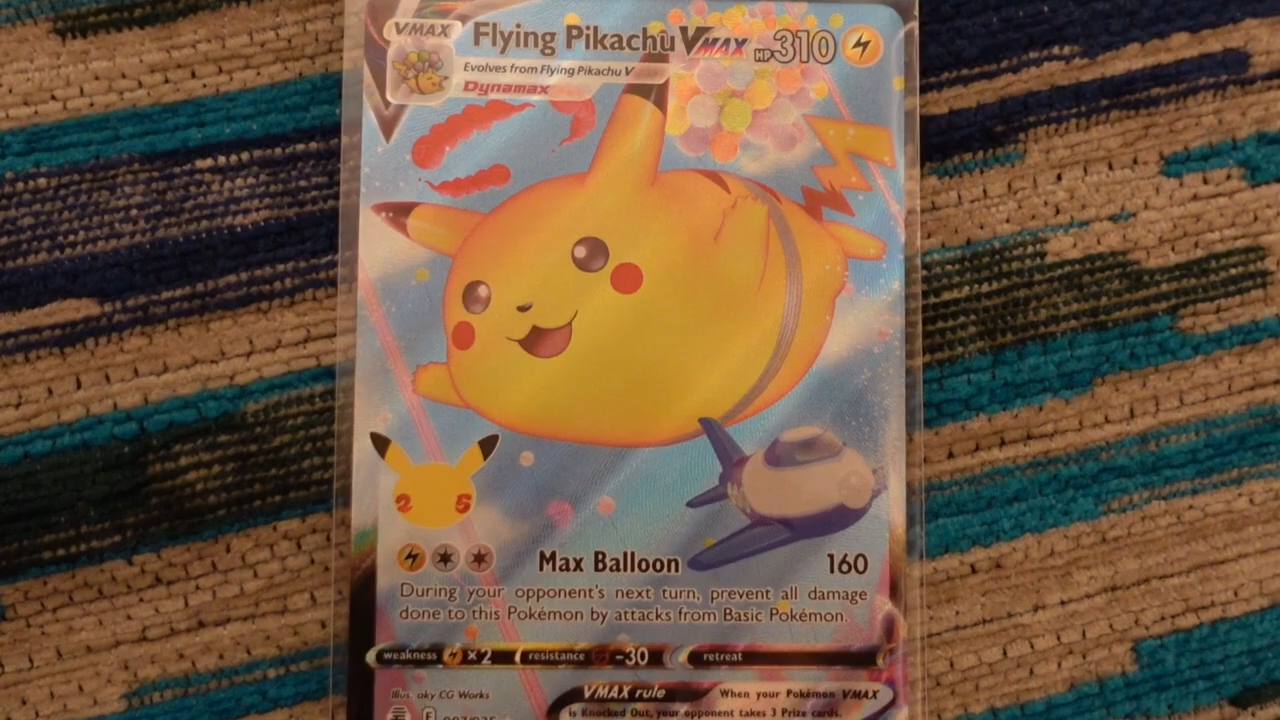 VMAX
Flying Pikachu VMAX HP 310
Evolves from Flying Pikachu V
Dynamax
2 5
Max Balloon 160
During your opponent's next turn, prevent all damage
done to this Pokémon by attacks from Basic Pokémon.
weakness ×2 resistance -30 retreat
Illus. aky CG Works
VMAX rule When your Pokémon VMAX
is Knocked Out, your opponent takes 3 Prize cards.